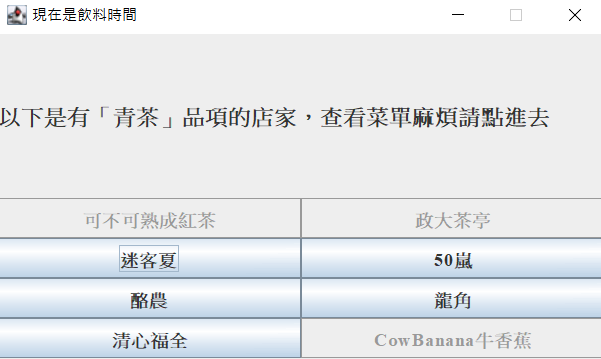 現在是飲料時間
以下是有「青茶」品項的店家，查看菜單麻煩請點進去
可不可熟成紅茶
政大茶亭
迷客夏
50嵐
酪農
龍角
清心福全
CowBanana牛香蕉